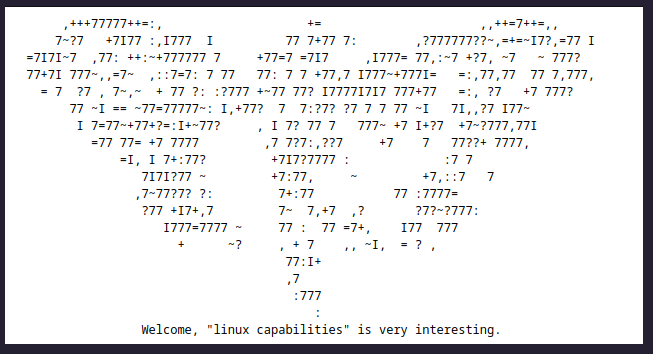 ,+++77777++=:,                    +=                      ,,++=7++=,,
7~?7   +7I77 :,I777  I          77 7+77 7:        ,?777777??~,=+=~I7?,=77 I
=7I7I~7  ,77: ++:~+777777 7     +77=7 =7I7     ,I777= 77,:~7 +?7, ~7   ~ 777?
77+7I 777~,,=7~  ,::7=7: 7 77   77: 7 7 +77,7 I777~+777I=   =:,77,77  77 7,777,
= 7  ?7 , 7~,~  + 77 ?: :?777 +~77 77? I7777I7I7 777+77   =:, ?7   +7 777?
77 ~I == ~77=77777~: I,+77?  7  7:?7? ?7 7 7 77 ~I   7I,,?7 I77~
I 7=77~+77+?=:I+~77?     , I 7? 77 7   777~ +7 I+?7  +7~?777,77I
=77 77= +7 7777         ,7 7?7:,??7     +7    7   77??+ 7777,
=I, I 7+:77?         +7I7?7777 :             :7 7
7I7I?77 ~         +7:77,     ~         +7,::7   7
,7~77?7? ?:         7+:77           77 :7777=
?77 +I7+,7         7~  7,+7  ,?       ?7?~?777:
I777=7777 ~     77 :  77 =7+,    I77  777
+      ~?     , + 7    ,, ~I,  = ? ,
77:I+
,7
:777
:
Welcome, "linux capabilities" is very interesting.